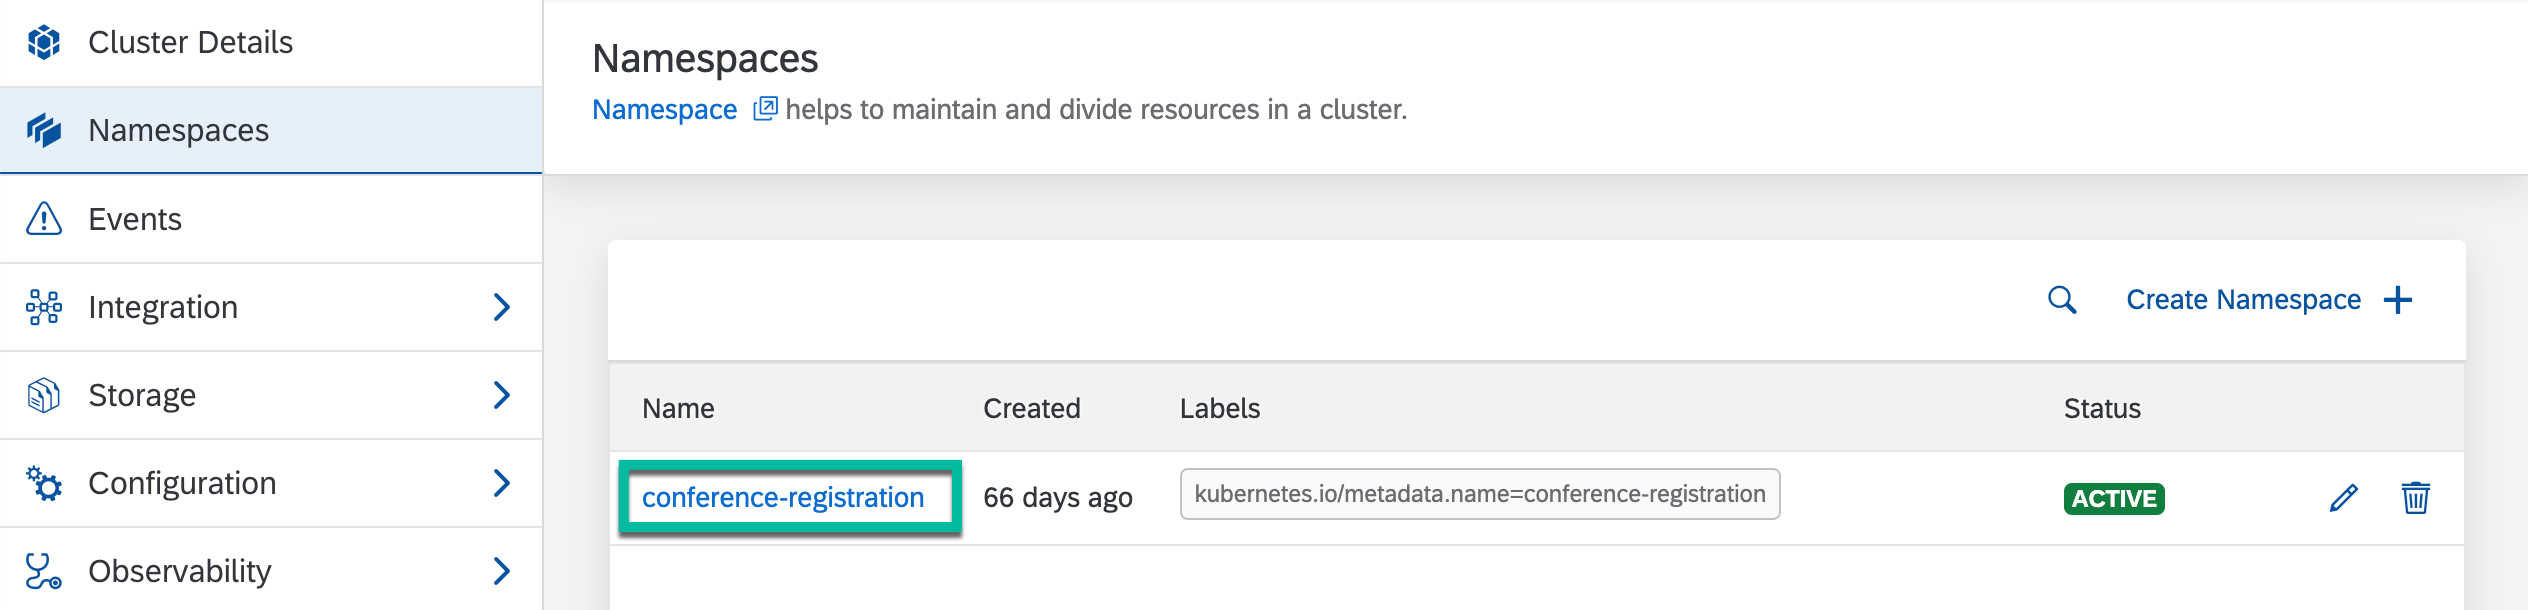 Cluster Details
Namespaces
Events
Integration
Storage
Configuration
Observability
Namespaces
Namespace helps to maintain and divide resources in a cluster.
Create Namespace
Name Created Labels Status
conference-registration 66 days ago kubernetes.io/metadata.name=conference-registration ACTIVE